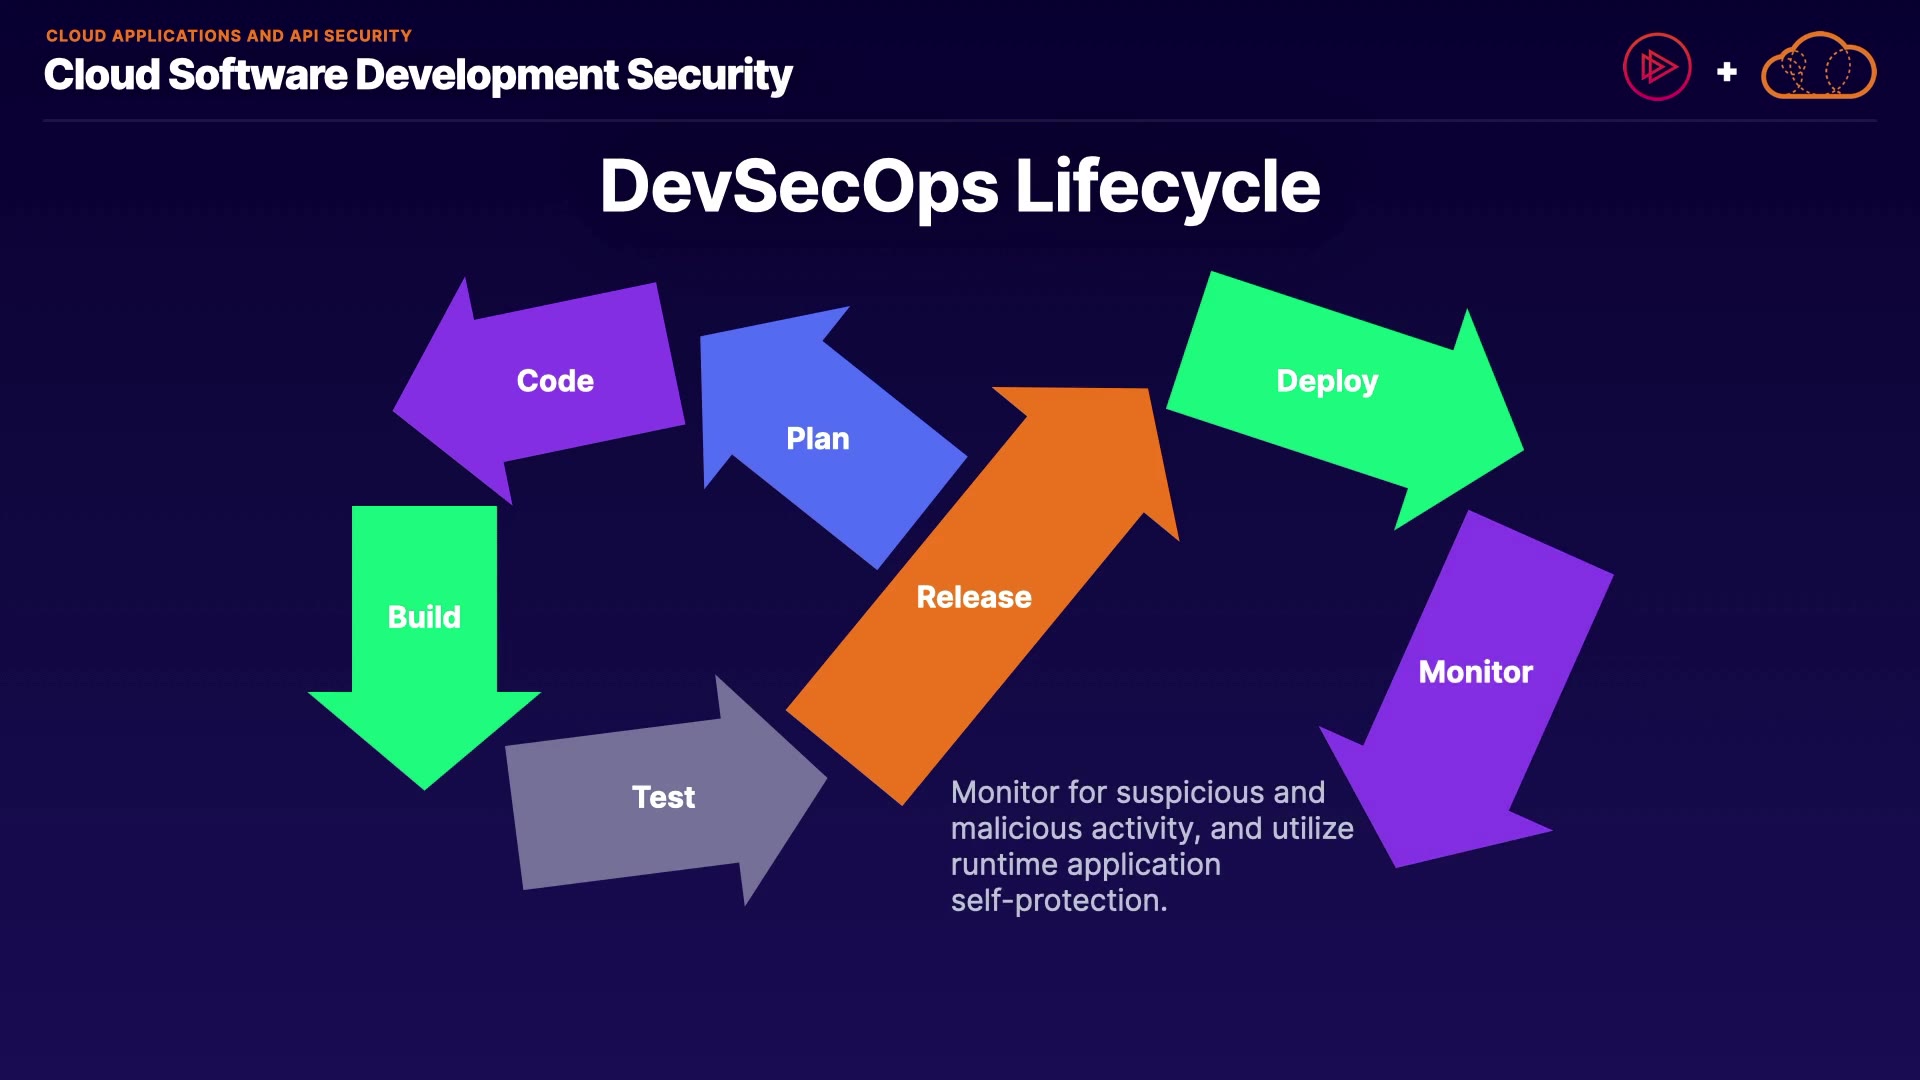 CLOUD APPLICATIONS AND API SECURITY
Cloud Software Development Security
+
DevSecOps Lifecycle
Code
Plan
Deploy
Build
Release
Monitor
Test
Monitor for suspicious and
malicious activity, and utilize
runtime application
self-protection.